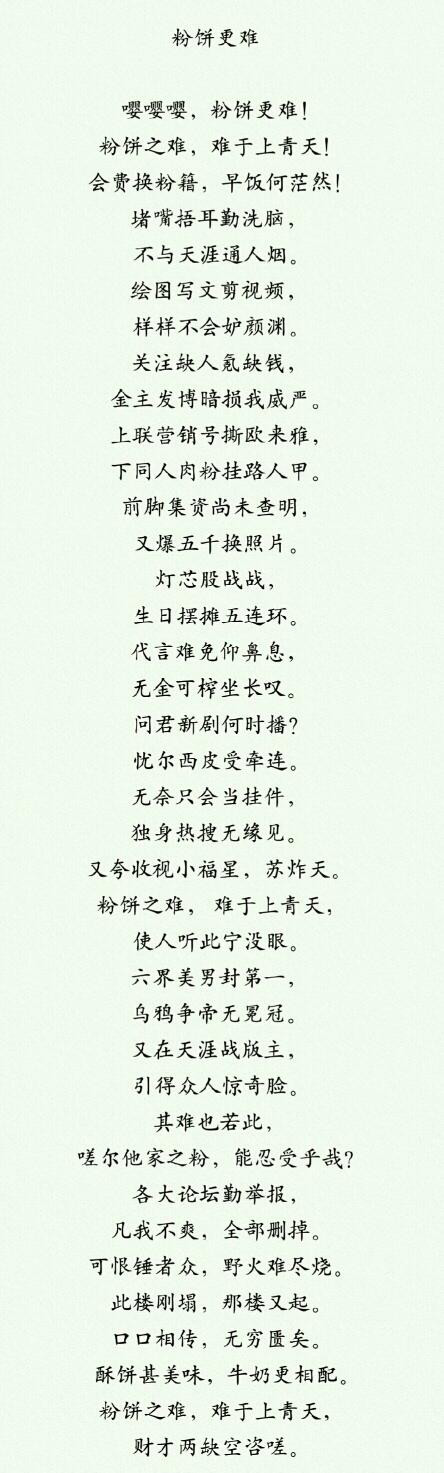 粉饼更难
嘤嘤嘤，粉饼更难！
粉饼之难，难于上青天！
会费换粉籍，早饭何茫然！
堵嘴捂耳勤洗脑，
不与天涯通人烟。
绘图写文剪视频，
样样不会妒颜渊。
关注缺人氪缺钱，
金主发博暗损我威严。
上联营销号撕欧来雅，
下同人肉粉挂路人甲。
前脚集资尚未查明，
又爆五千换照片。
灯芯股战战，
生日摆摊五连环。
代言难免仰鼻息，
无金可榨坐长叹。
问君新剧何时播？
忧尔西皮受牵连。
无奈只会当挂件，
独身热搜无缘见。
又夸收视小福星，苏炸天。
粉饼之难， 难于上青天，
使人听此宁没眼。
六界美男封第一，
乌鸦争帝无冕冠。
又在天涯战版主，
引得众人惊奇脸。
其难也若此，
嗟尔他家之粉，能忍受乎哉？
各大论坛勤举报，
凡我不爽，全部删掉。
可恨锤者众，野火难尽烧。
此楼刚塌，那楼又起。
口口相传，无穷匮矣。
酥饼甚美味，牛奶更相配。
粉饼之难，难于上青天，
财才两缺空咨嗟。